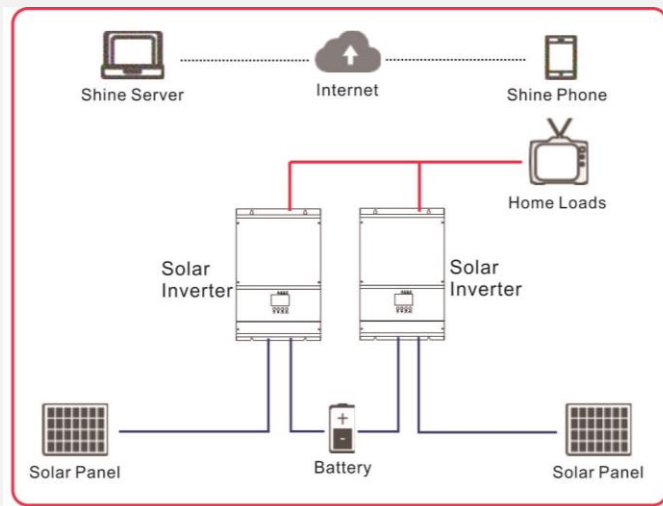 Shine Server
Internet
Shine Phone
Home Loads
Solar
Inverter
Solar
Inverter
Solar Panel
Battery
Solar Panel